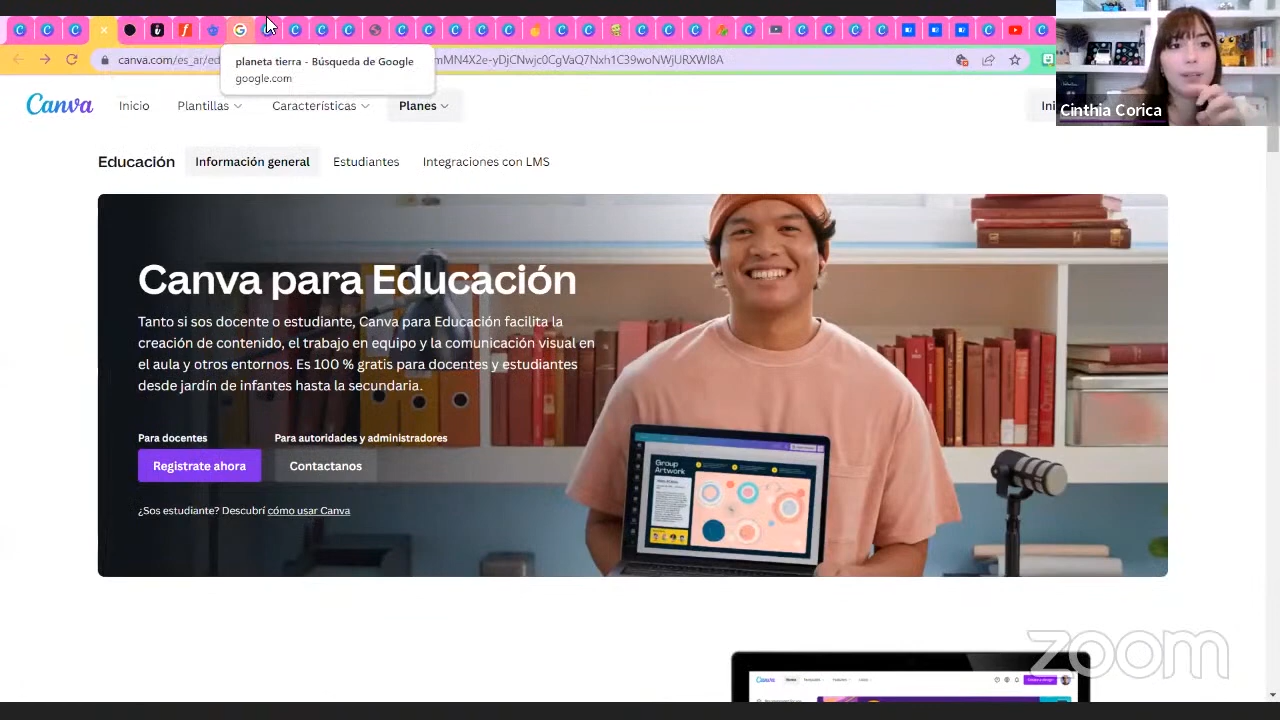 planeta tierra - Búsqueda de Google
google.com
canva.com/es_ar/ed
Canva
Inicio
Plantillas
Características
Planes
Ini
Cinthia Corica
Educación
Información general
Estudiantes
Integraciones con LMS
Canva para Educación
Tanto si sos docente o estudiante, Canva para Educación facilita la
creación de contenido, el trabajo en equipo y la comunicación visual en
el aula y otros entornos. Es 100 % gratis para docentes y estudiantes
desde jardín de infantes hasta la secundaria.
Para docentes
Para autoridades y administradores
Registrate ahora
Contactanos
¿Sos estudiante? Descubrí cómo usar Canva
Group
Artwork
zoom
Canva